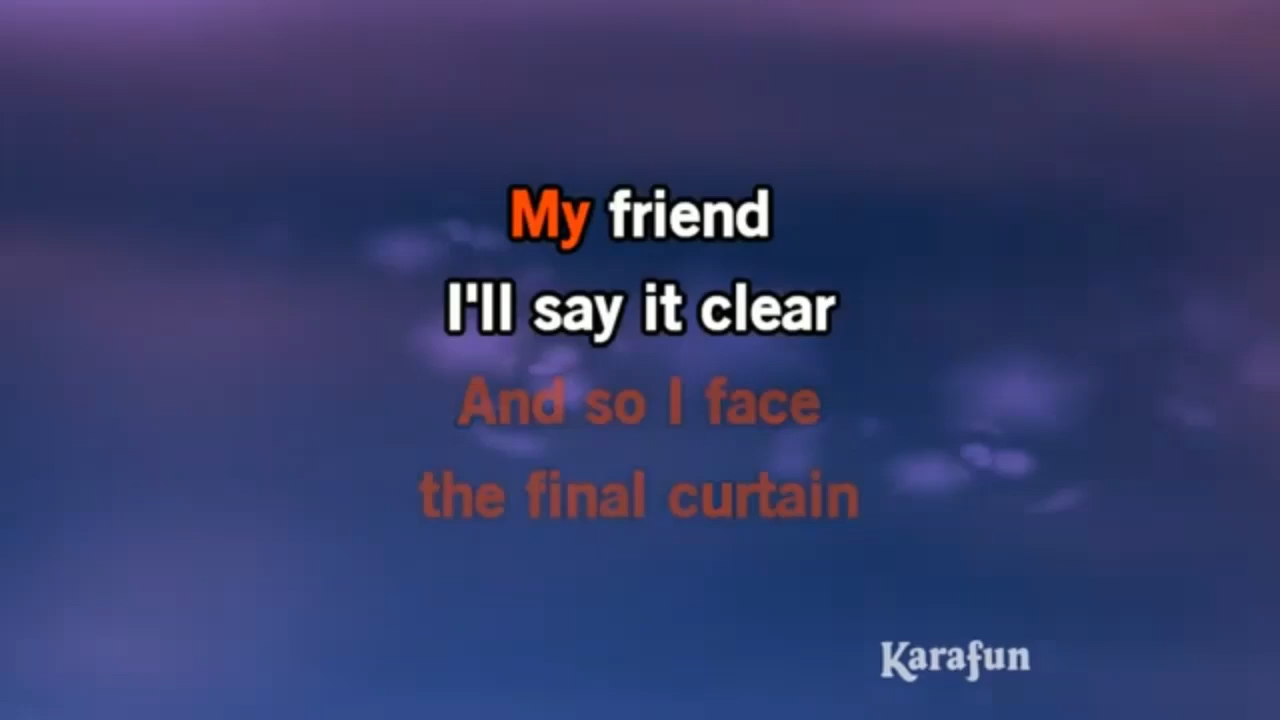 My friend
I'll say it clear
And so I face
the final curtain
Karafun